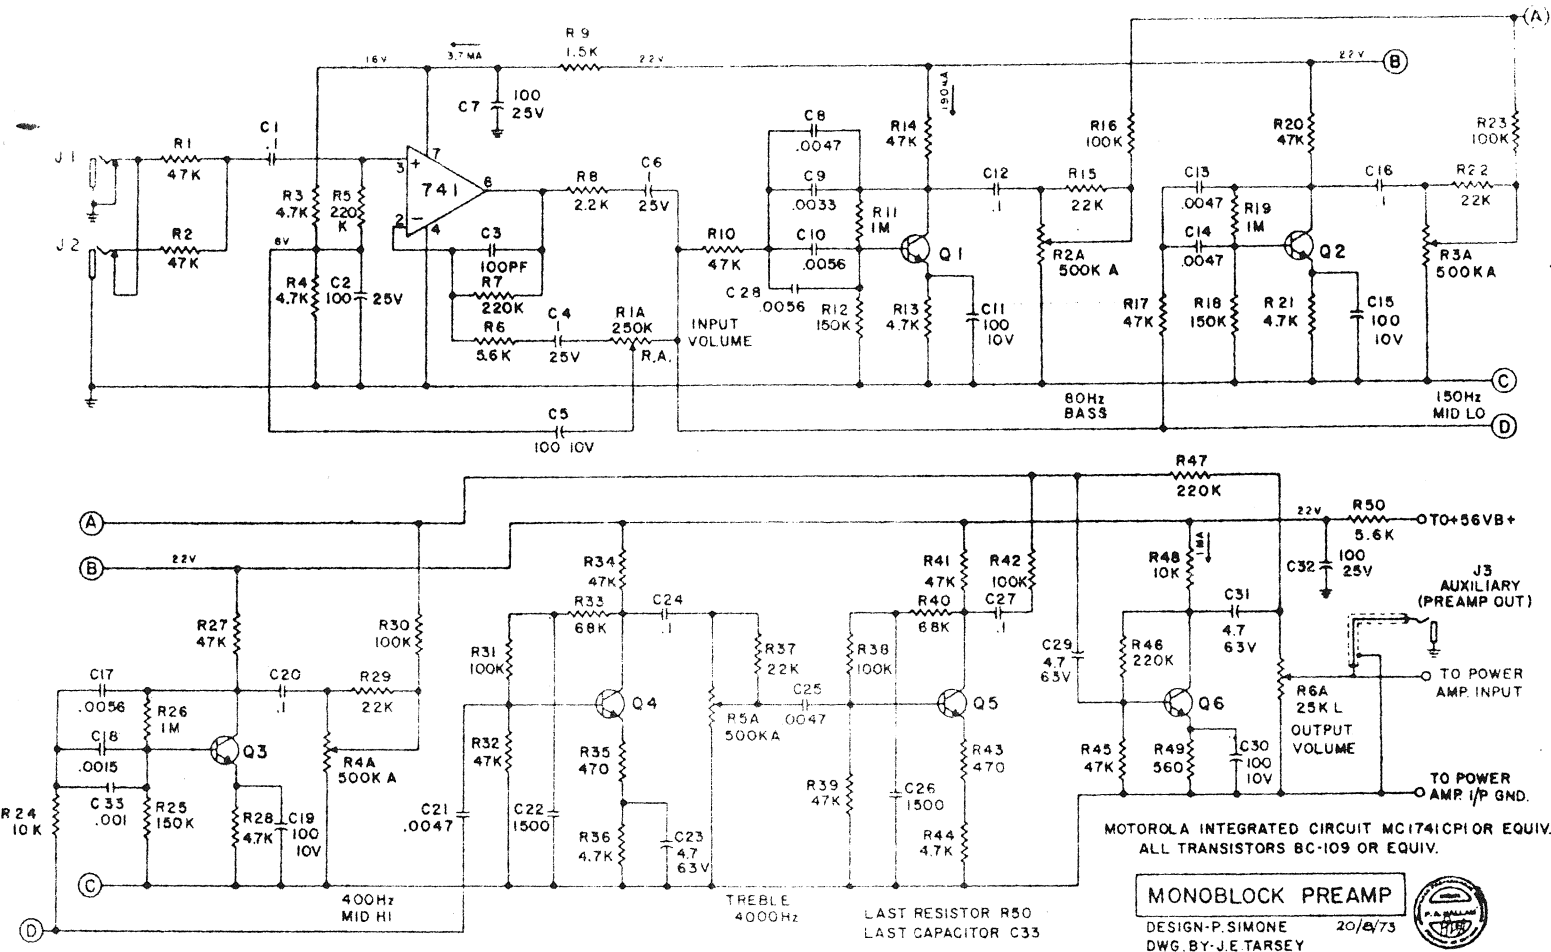 (A)
R 9
1.5K
3.7MA
16V
22V
22V
B
C7
100
25V
190uA
C8
.0047
R14
47K
R16
100K
R20
47K
R23
100K
J1
R1
47K
C1
.1
3
+
7
741
6
2
−
4
R3
4.7K
R5
220
K
R8
2.2K
C6
1
25V
C9
.0033
R11
1M
C12
.1
R15
22K
C13
.0047
R19
1M
C16
.1
R22
22K
J2
R2
47K
8V
C3
100PF
R10
47K
C10
.0056
Q1
R2A
500K A
C14
.0047
Q2
R3A
500KA
R4
4.7K
C2
100
25V
R7
220K
C28
.0056
R12
150K
R13
4.7K
C11
100
10V
R17
47K
R18
150K
R21
4.7K
C15
100
10V
R6
5.6K
C4
1
25V
R1A
250K
R.A.
INPUT
VOLUME
C
80Hz
BASS
150Hz
MID LO
C5
100 10V
D
R47
220K
A
22V
R50
5.6K
TO+56VB+
B
22V
R34
47K
R41
47K
R42
100K
R48
10K
1MA
C32
100
25V
J3
AUXILIARY
(PREAMP OUT)
R27
47K
R30
100K
R33
68K
C24
.1
R40
68K
C27
.1
C31
4.7
63V
R31
100K
R37
22K
R38
100K
C29
4.7
63V
R46
220K
C17
.0056
R26
1M
C20
.1
R29
22K
C25
.0047
TO POWER
AMP. INPUT
Q4
R5A
500KA
Q5
Q6
R6A
25K L
OUTPUT
VOLUME
C18
.0015
Q3
R4A
500K A
R32
47K
R35
470
R43
470
R45
47K
R49
560
C30
100
10V
R24
10K
C33
.001
R25
150K
R28
4.7K
C19
100
10V
C21
.0047
C22
1500
R36
4.7K
C23
4.7
63V
R39
47K
C26
1500
R44
4.7K
TO POWER
AMP. I/P GND.
MOTOROLA INTEGRATED CIRCUIT MC1741CP1 OR EQUIV.
ALL TRANSISTORS BC-109 OR EQUIV.
C
400Hz
MID HI
TREBLE
4000Hz
LAST RESISTOR R50
LAST CAPACITOR C33
D
MONOBLOCK PREAMP
DESIGN-P. SIMONE 20/8/73
DWG. BY-J.E.TARSEY